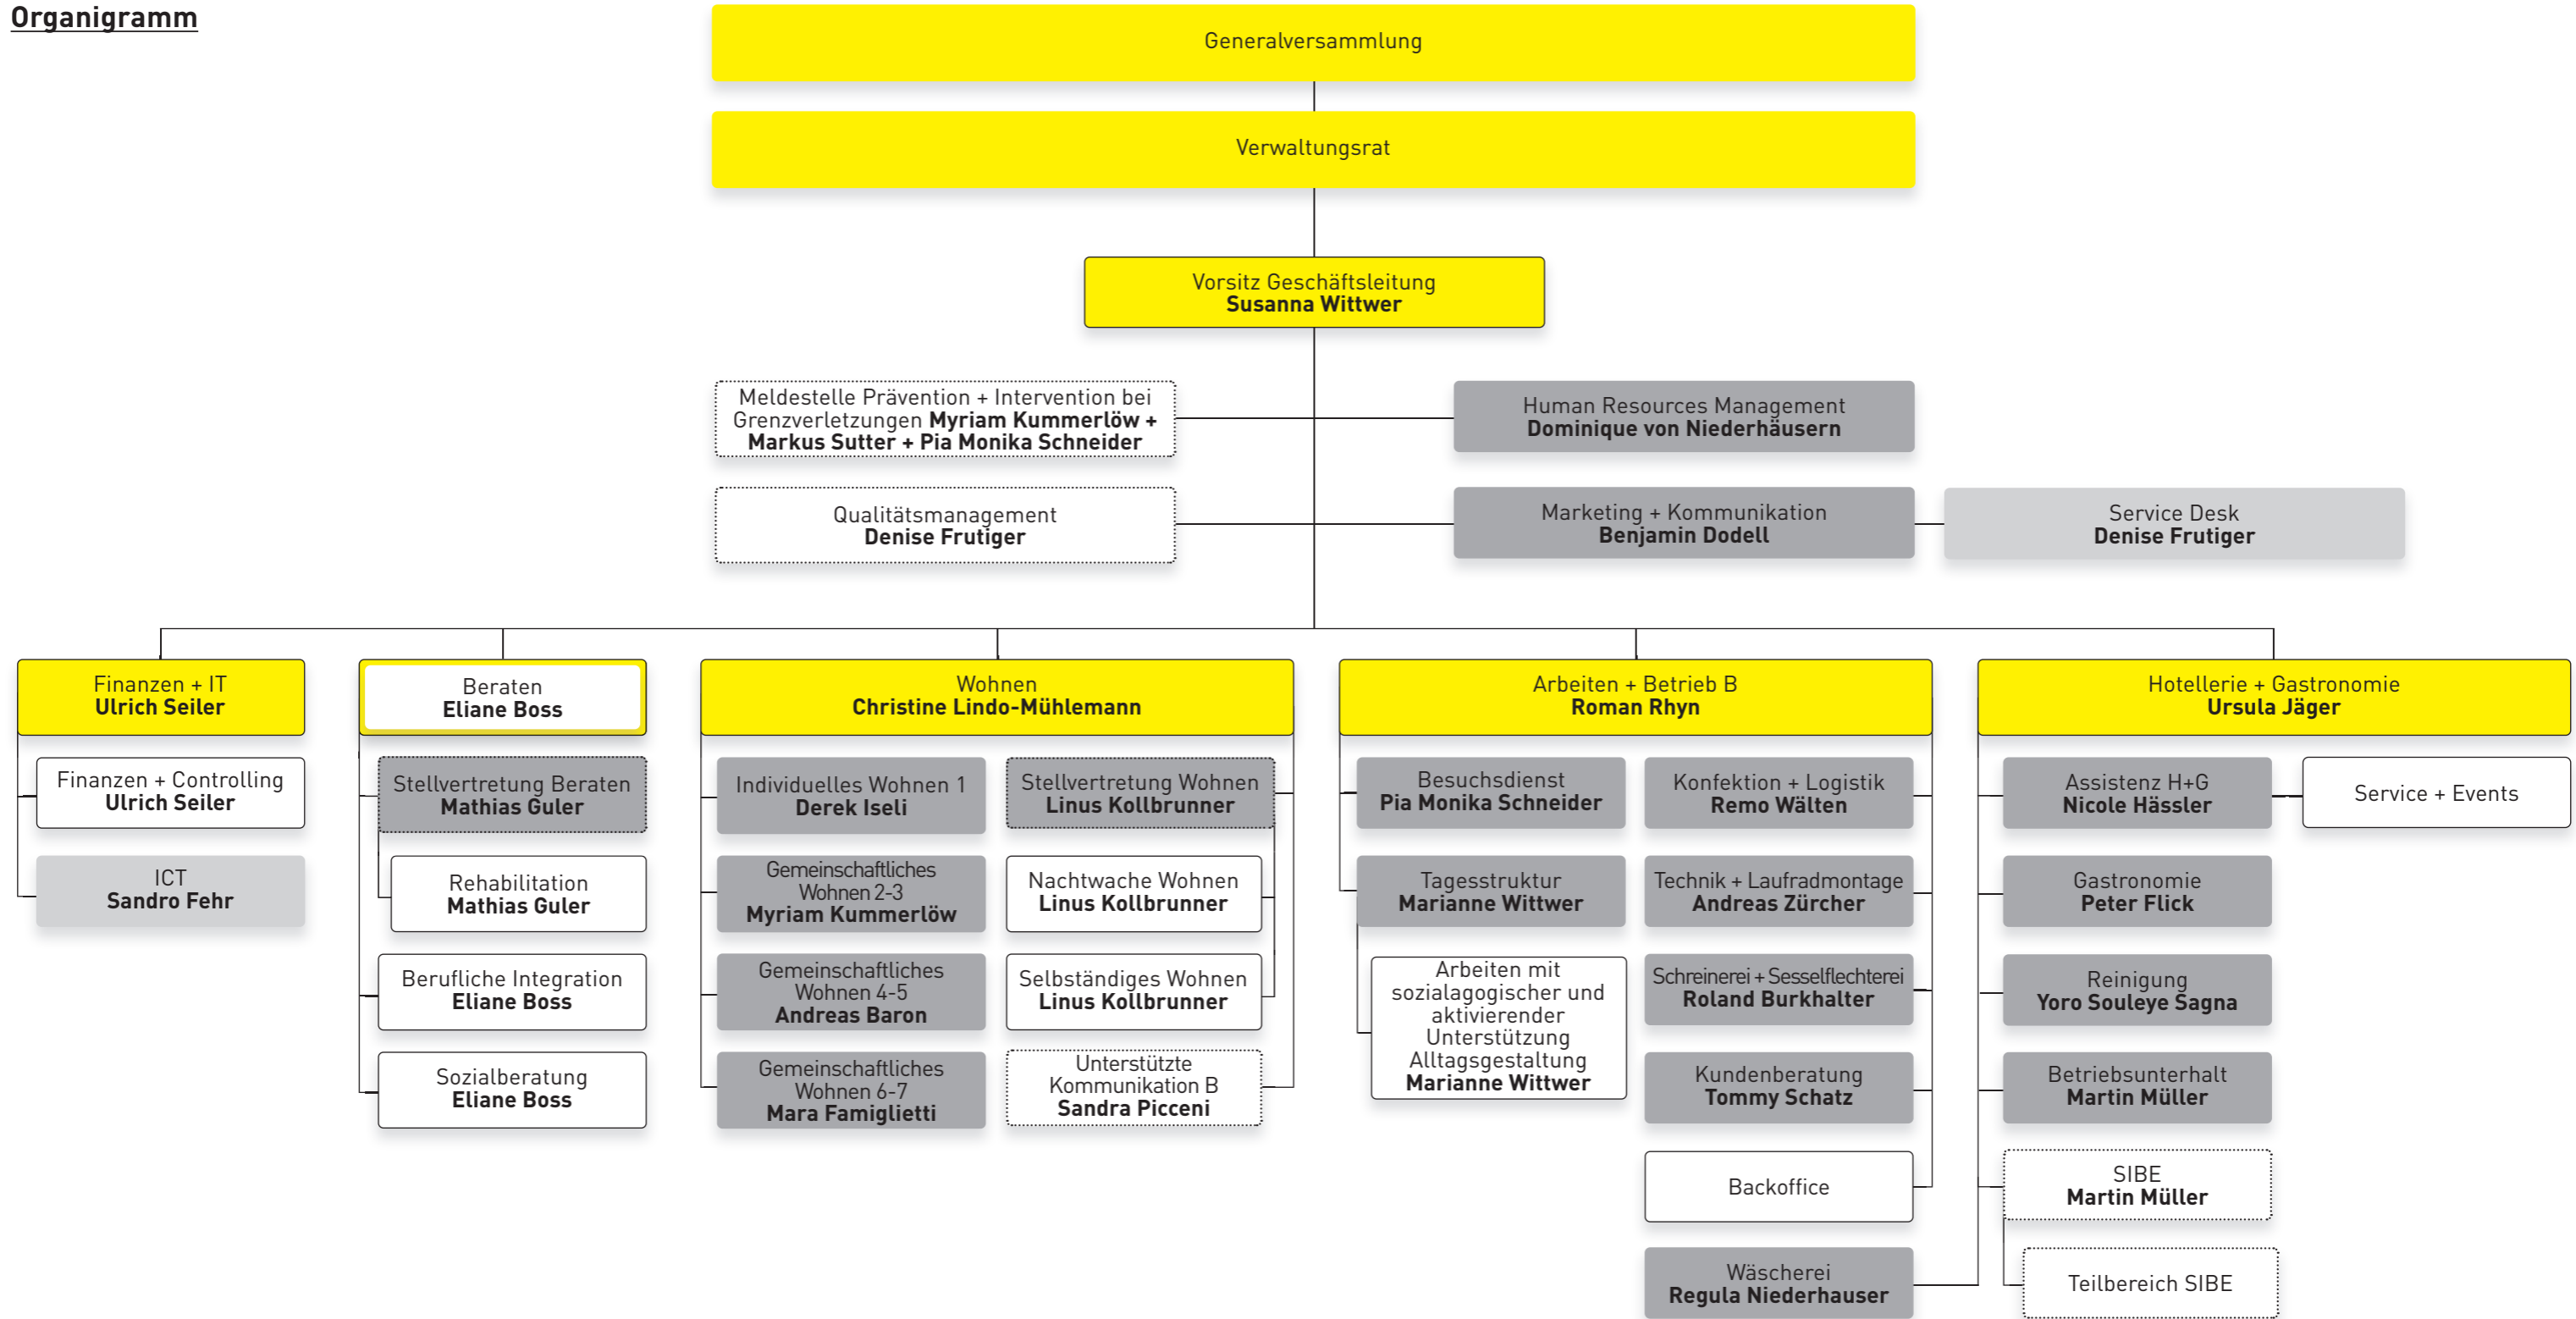 Organigramm
Generalversammlung
Verwaltungsrat
Vorsitz Geschäftsleitung
Susanna Wittwer
Meldestelle Prävention + Intervention bei
Grenzverletzungen Myriam Kummerlöw +
Markus Sutter + Pia Monika Schneider
Human Resources Management
Dominique von Niederhäusern
Qualitätsmanagement
Denise Frutiger
Marketing + Kommunikation
Benjamin Dodell
Service Desk
Denise Frutiger
Finanzen + IT
Ulrich Seiler
Finanzen + Controlling
Ulrich Seiler
ICT
Sandro Fehr
Beraten
Eliane Boss
Stellvertretung Beraten
Mathias Guler
Rehabilitation
Mathias Guler
Berufliche Integration
Eliane Boss
Sozialberatung
Eliane Boss
Wohnen
Christine Lindo-Mühlemann
Individuelles Wohnen 1
Derek Iseli
Gemeinschaftliches
Wohnen 2-3
Myriam Kummerlöw
Gemeinschaftliches
Wohnen 4-5
Andreas Baron
Gemeinschaftliches
Wohnen 6-7
Mara Famiglietti
Stellvertretung Wohnen
Linus Kollbrunner
Nachtwache Wohnen
Linus Kollbrunner
Selbständiges Wohnen
Linus Kollbrunner
Unterstützte
Kommunikation B
Sandra Picceni
Arbeiten + Betrieb B
Roman Rhyn
Besuchsdienst
Pia Monika Schneider
Tagesstruktur
Marianne Wittwer
Arbeiten mit
sozialagogischer und
aktivierender
Unterstützung
Alltagsgestaltung
Marianne Wittwer
Konfektion + Logistik
Remo Wälten
Technik + Laufradmontage
Andreas Zürcher
Schreinerei + Sesselflechterei
Roland Burkhalter
Kundenberatung
Tommy Schatz
Backoffice
Wäscherei
Regula Niederhauser
Hotellerie + Gastronomie
Ursula Jäger
Assistenz H+G
Nicole Hässler
Service + Events
Gastronomie
Peter Flick
Reinigung
Yoro Souleye Sagna
Betriebsunterhalt
Martin Müller
SIBE
Martin Müller
Teilbereich SIBE